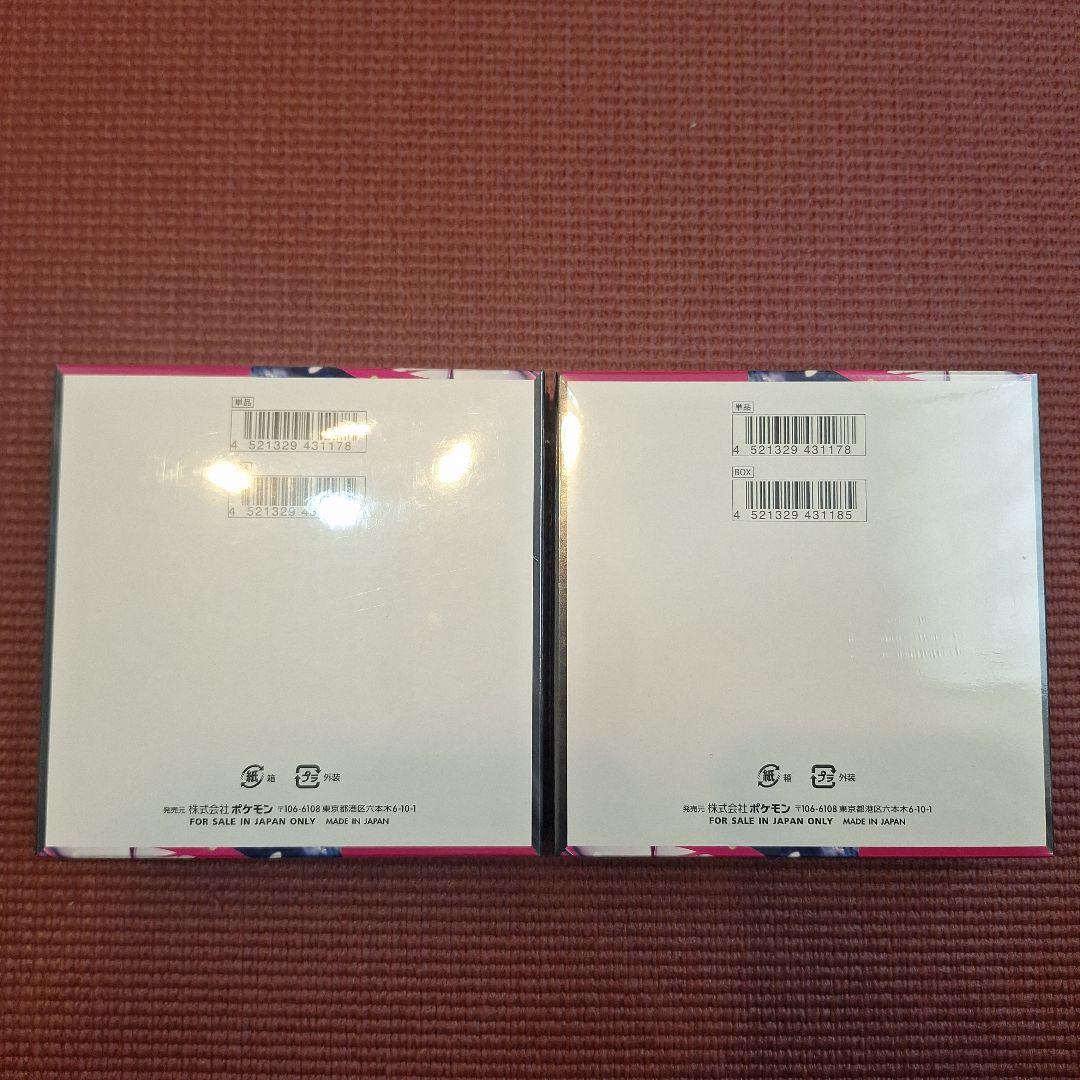 単品
4 521329 431178
4 521329 43
紙 箱 プラ 外装
発売元 株式会社 ポケモン 〒106-6108 東京都港区六本木6-10-1
FOR SALE IN JAPAN ONLY MADE IN JAPAN
単品
4 521329 431178
BOX
4 521329 431185
紙 箱 プラ 外装
発売元 株式会社 ポケモン 〒106-6108 東京都港区六本木6-10-1
FOR SALE IN JAPAN ONLY MADE IN JAPAN